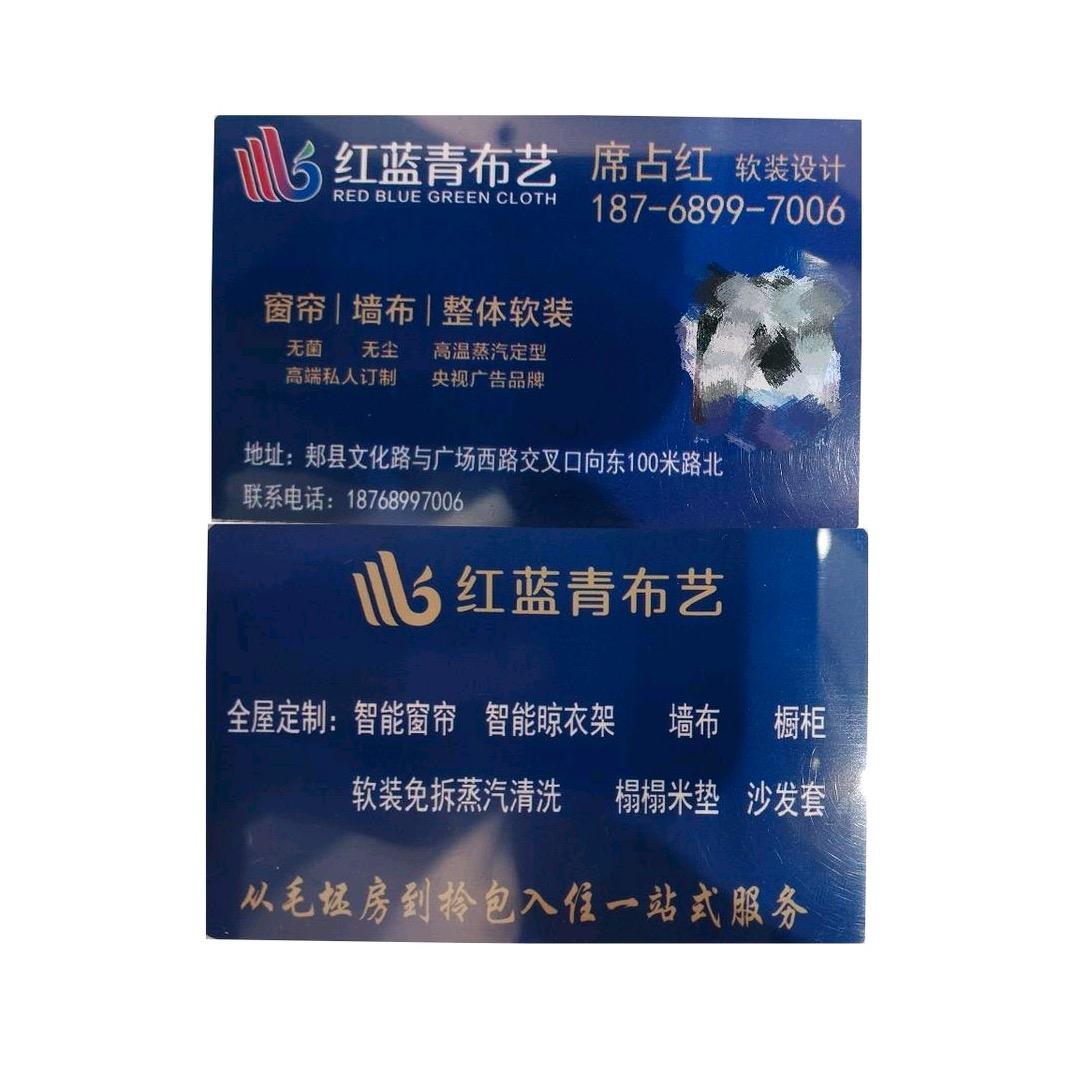 红蓝青布艺
RED BLUE GREEN CLOTH
席占红 软装设计
187-6899-7006
窗帘|墙布|整体软装
无菌 无尘 高温蒸汽定型
高端私人订制 央视广告品牌
地址：郏县文化路与广场西路交叉口向东100米路北
联系电话：18768997006
红蓝青布艺
全屋定制：智能窗帘 智能晾衣架 墙布 橱柜
软装免拆蒸汽清洗 榻榻米垫 沙发套
从毛坯房到拎包入住一站式服务